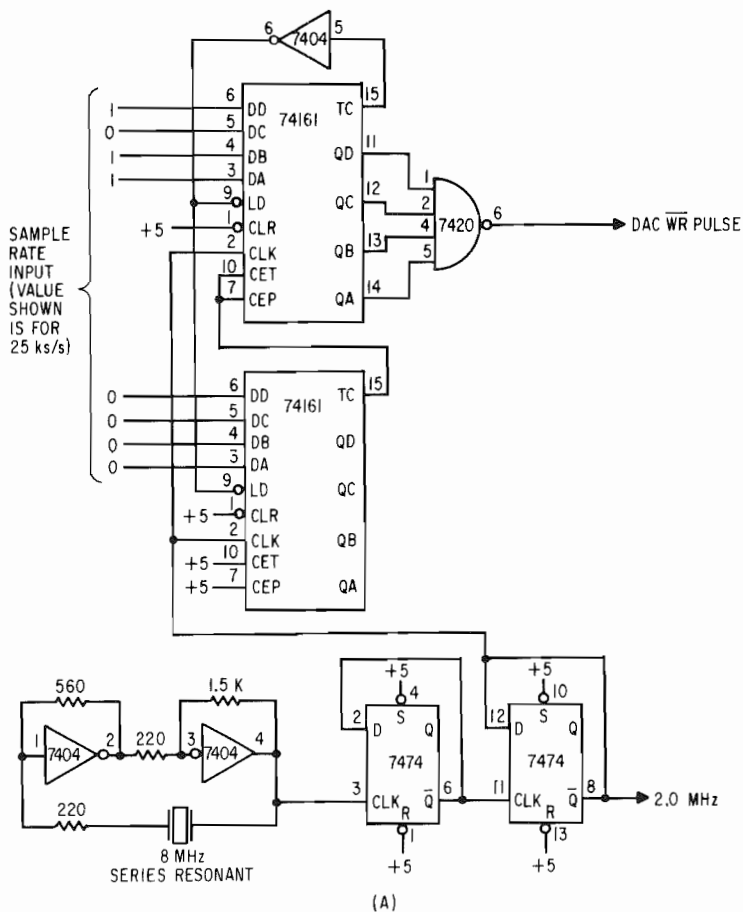 6 7404 5
6 DD 74161 TC 15
5 DC
4 DB QD 11
3 DA
9 LD QC 12
1 CLR
2 CLK QB 13
10 CET
7 CEP QA 14
1
0
1
1
+5
1
2
4
5
7420
6
DAC WR PULSE
SAMPLE
RATE
INPUT
(VALUE
SHOWN
IS FOR
25 ks/s)
6 DD 74161 TC 15
5 DC
4 DB QD
3 DA
9 LD QC
1 CLR
2 CLK QB
10 CET
7 CEP QA
0
0
0
0
+5
+5
+5
560
1 7404 2
220
1.5 K
3 7404 4
220
8 MHz
SERIES RESONANT
+5
4
2 D S Q
7474
3 CLK Q 6
R
1
+5
+5
10
12 D S Q
7474
11 CLK Q 8
R
13
+5
2.0 MHz
(A)